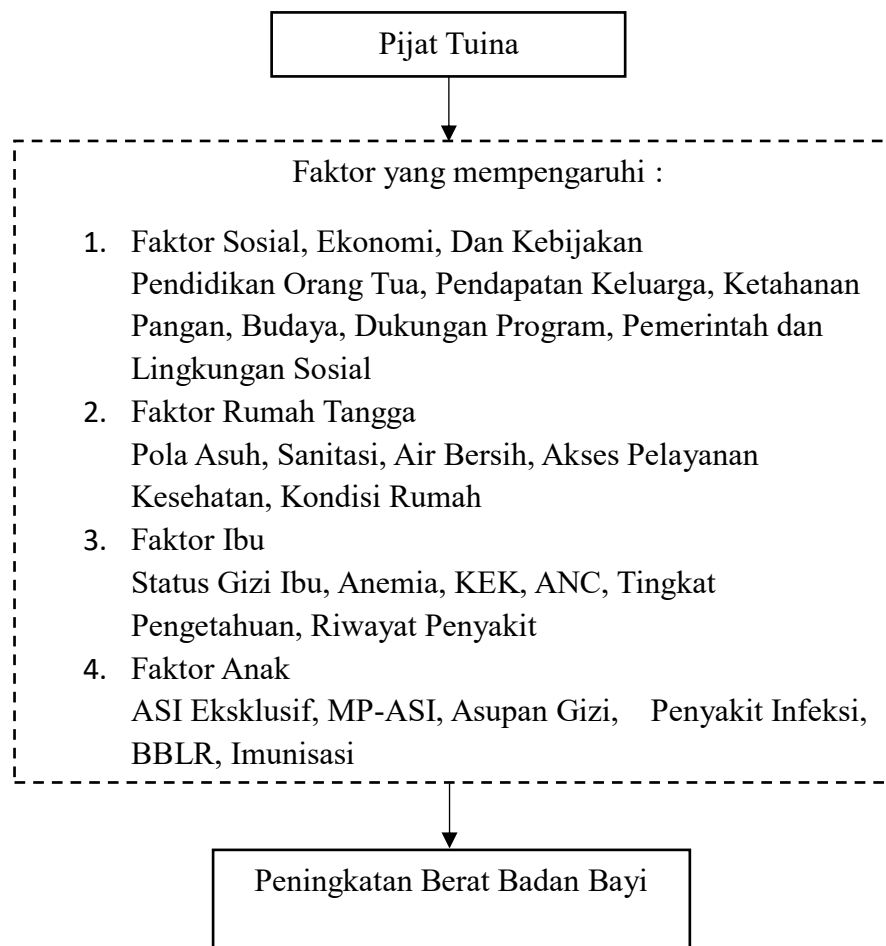 Pijat Tuina
Faktor yang mempengaruhi :
1. Faktor Sosial, Ekonomi, Dan Kebijakan
Pendidikan Orang Tua, Pendapatan Keluarga, Ketahanan
Pangan, Budaya, Dukungan Program, Pemerintah dan
Lingkungan Sosial
2. Faktor Rumah Tangga
Pola Asuh, Sanitasi, Air Bersih, Akses Pelayanan
Kesehatan, Kondisi Rumah
3. Faktor Ibu
Status Gizi Ibu, Anemia, KEK, ANC, Tingkat
Pengetahuan, Riwayat Penyakit
4. Faktor Anak
ASI Eksklusif, MP-ASI, Asupan Gizi, Penyakit Infeksi,
BBLR, Imunisasi
Peningkatan Berat Badan Bayi